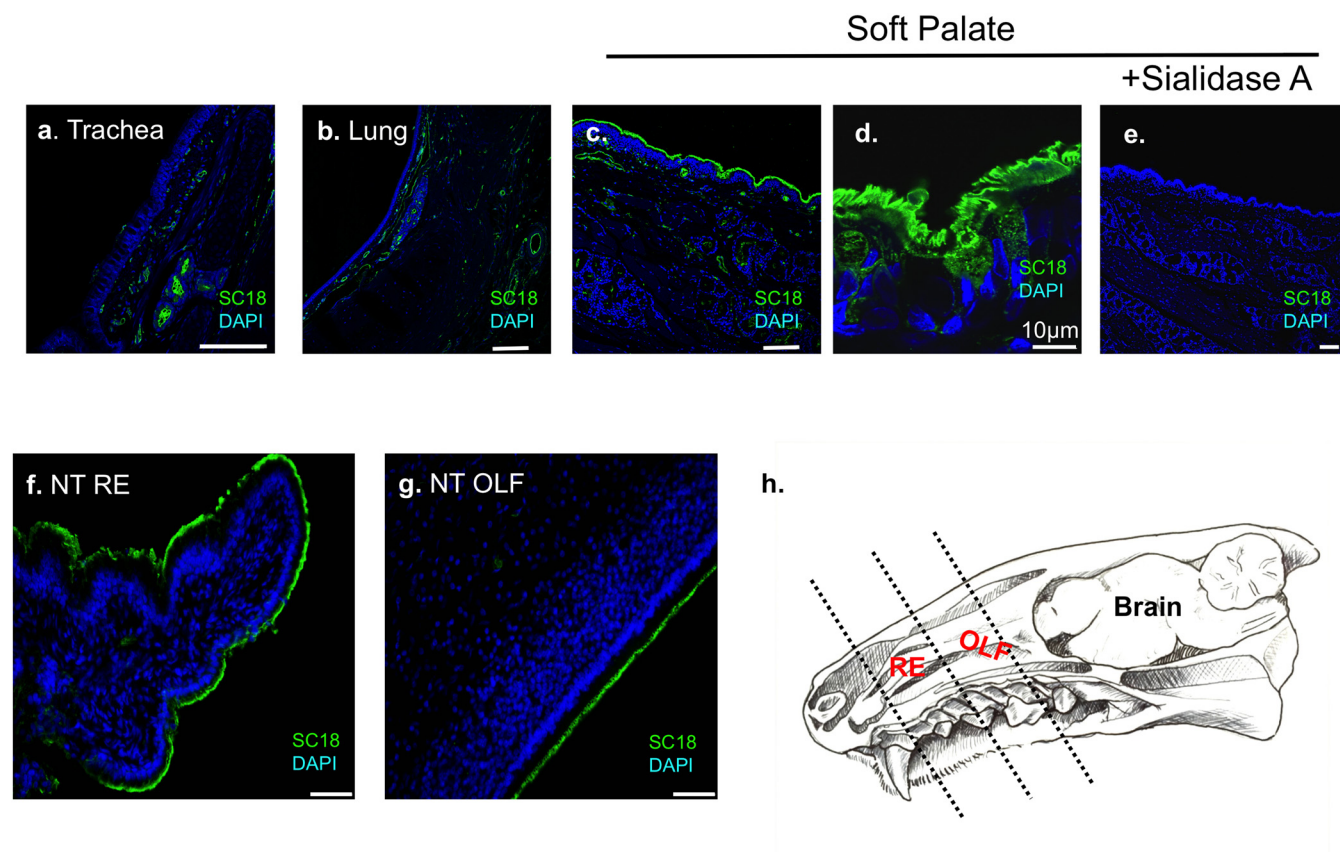 Soft Palate
+Sialidase A
a. Trachea
SC18
DAPI
b. Lung
SC18
DAPI
c.
SC18
DAPI
d.
SC18
DAPI
10µm
e.
SC18
DAPI
f. NT RE
SC18
DAPI
g. NT OLF
SC18
DAPI
h.
Brain
OLF
RE